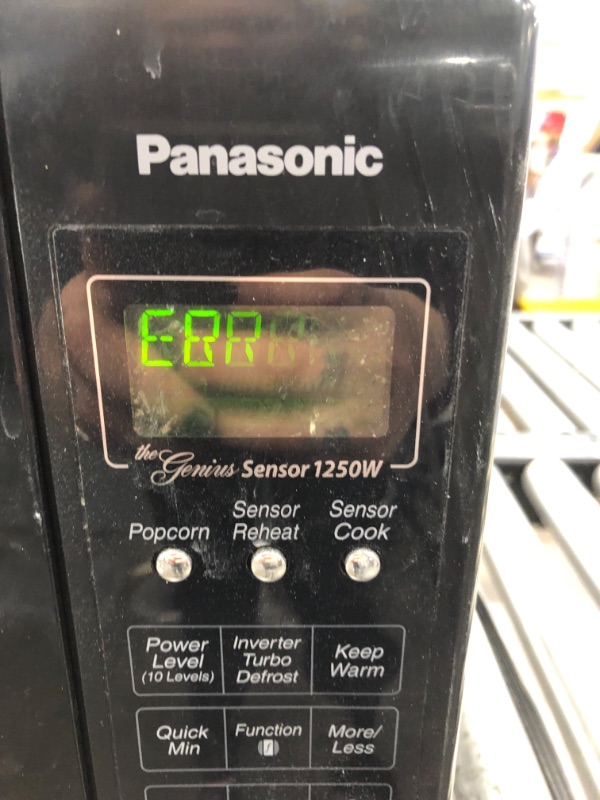 Panasonic
the Genius Sensor 1250W
Popcorn
Sensor Reheat
Sensor Cook
Power Level (10 Levels)
Inverter Turbo Defrost
Keep Warm
Quick Min
Function
More/Less